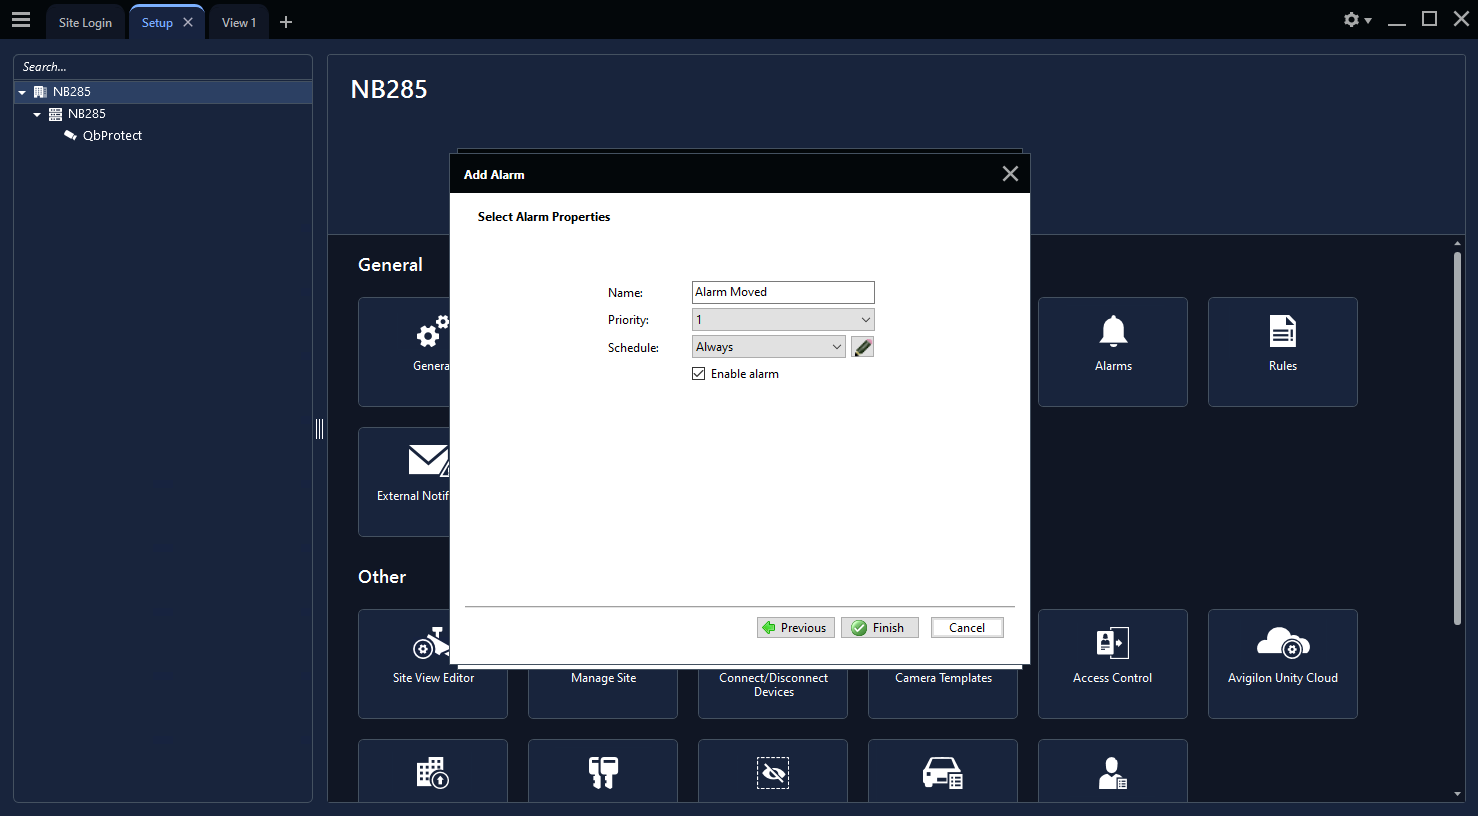 Site Login
Setup
View 1
Search...
NB285
NB285
QbProtect
NB285
Add Alarm
Select Alarm Properties
Name:
Alarm Moved
Priority:
1
Schedule:
Always
Enable alarm
Previous
Finish
Cancel
General
Genera
Alarms
Rules
External Notif
Other
Site View Editor
Manage Site
Connect/Disconnect
Devices
Camera Templates
Access Control
Avigilon Unity Cloud